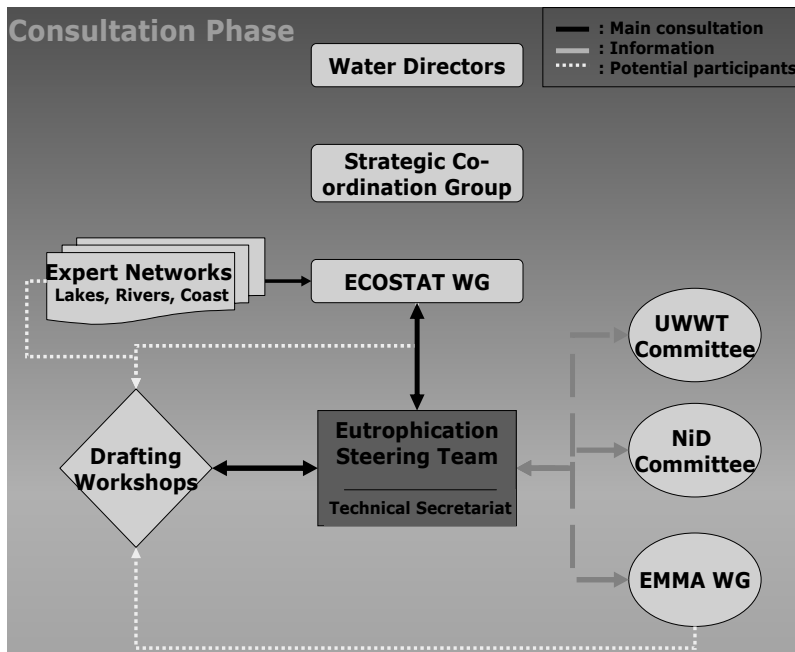 Consultation Phase
: Main consultation
: Information
: Potential participants
Water Directors
Strategic Co-
ordination Group
Expert Networks
Lakes, Rivers, Coast
ECOSTAT WG
UWWT
Committee
Drafting
Workshops
Eutrophication
Steering Team
Technical Secretariat
NiD
Committee
EMMA WG